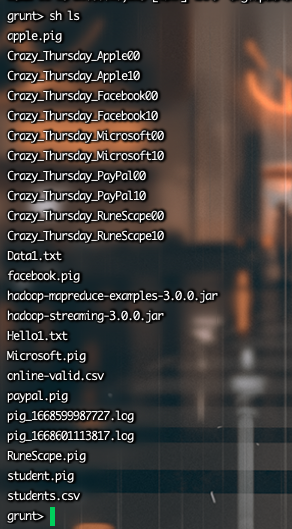 grunt> sh ls
apple.pig
Crazy_Thursday_Apple00
Crazy_Thursday_Apple10
Crazy_Thursday_Facebook00
Crazy_Thursday_Facebook10
Crazy_Thursday_Microsoft00
Crazy_Thursday_Microsoft10
Crazy_Thursday_PayPal00
Crazy_Thursday_PayPal10
Crazy_Thursday_RuneScape00
Crazy_Thursday_RuneScape10
Data1.txt
facebook.pig
hadoop-mapreduce-examples-3.0.0.jar
hadoop-streaming-3.0.0.jar
Hello1.txt
Microsoft.pig
online-valid.csv
paypal.pig
pig_1668599987727.log
pig_1668601113817.log
RuneScape.pig
student.pig
students.csv
grunt>